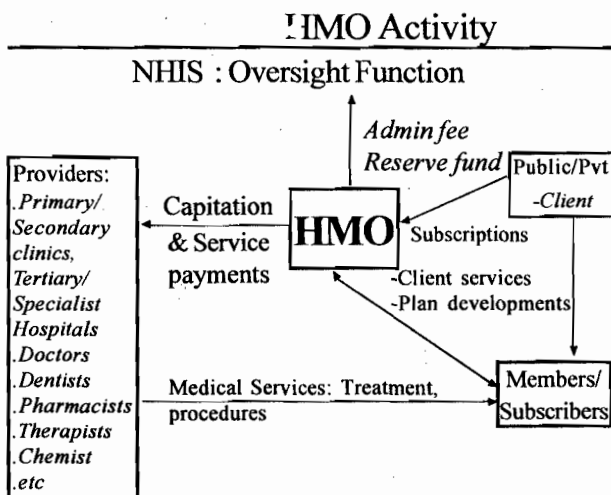 HMO Activity
NHIS : Oversight Function
Admin fee
Reserve fund
Public/Pvt
-Client
Providers:
.Primary/
Secondary
clinics,
Tertiary/
Specialist
Hospitals
.Doctors
.Dentists
.Pharmacists
.Therapists
.Chemist
.etc
Capitation
& Service
payments
HMO
Subscriptions
-Client services
-Plan developments
Medical Services: Treatment,
procedures
Members/
Subscribers